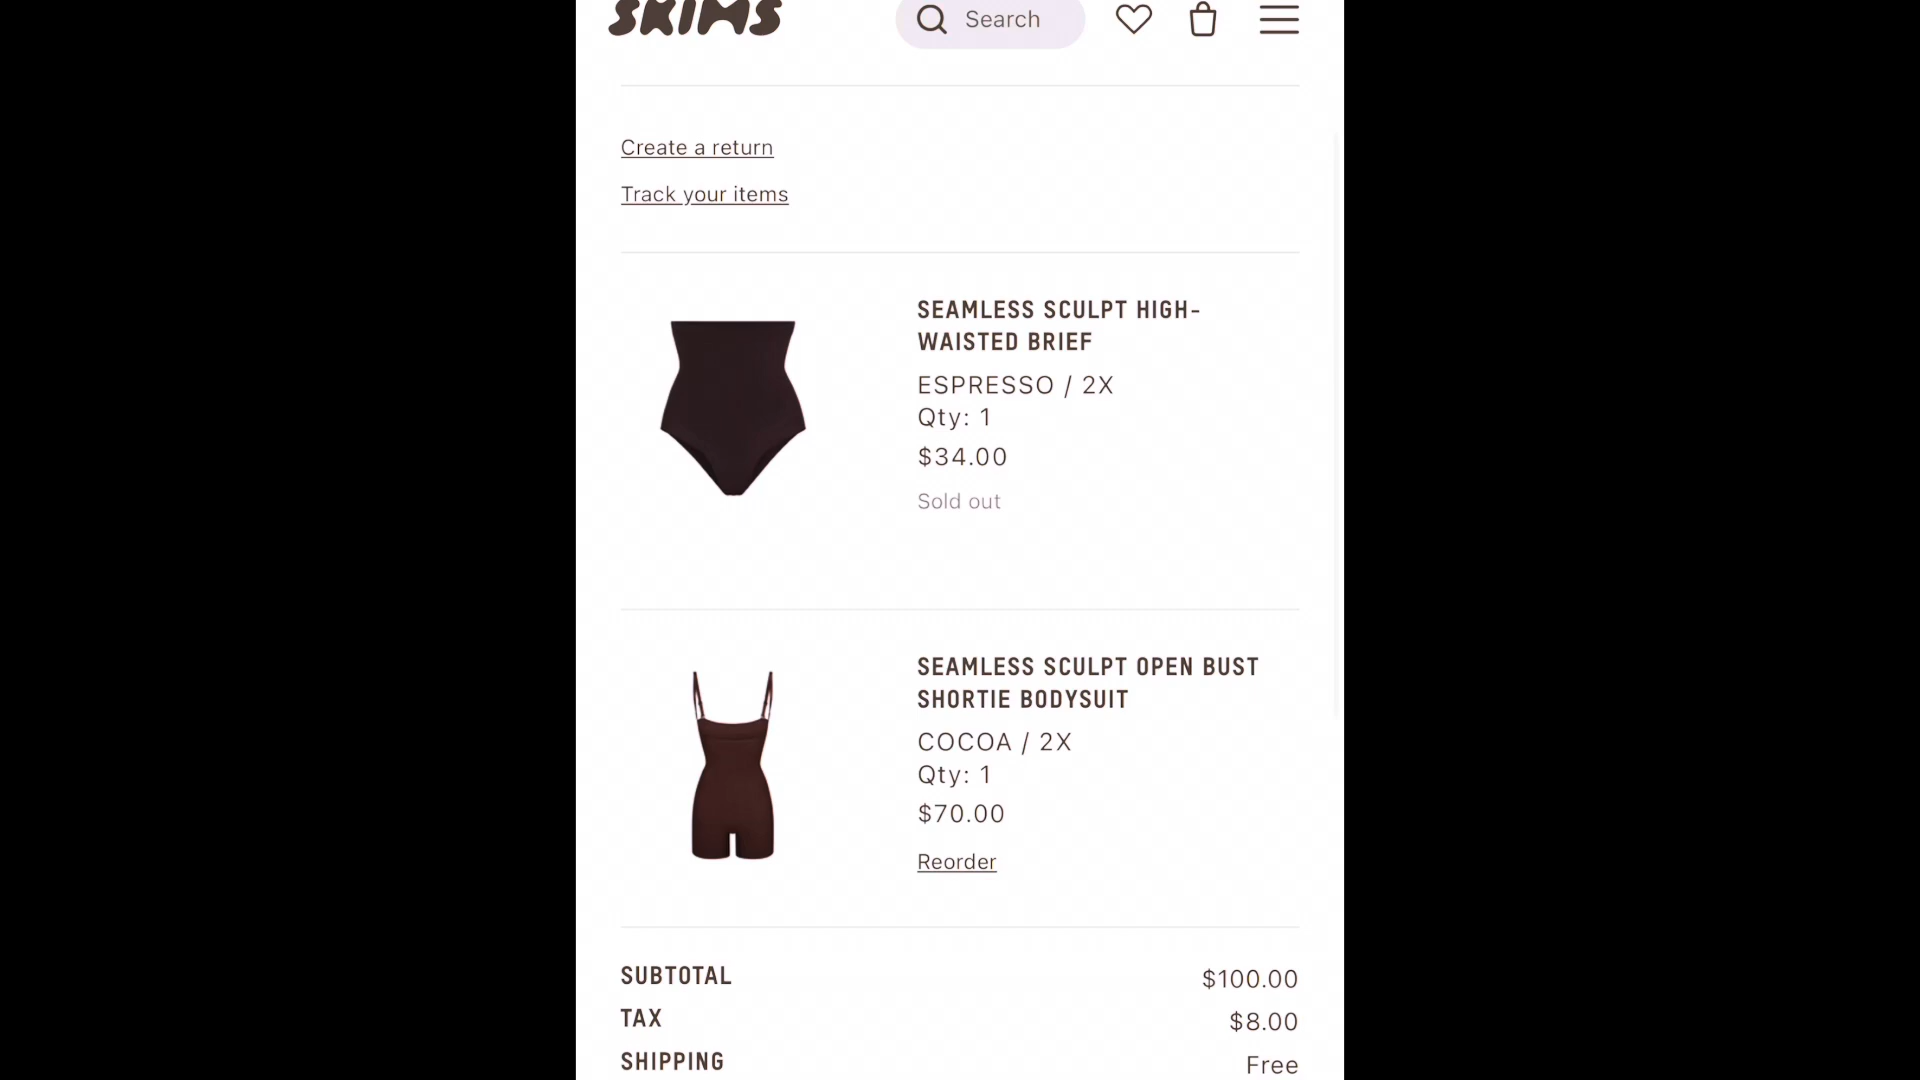 SKIMS
Search
Create a return
Track your items
SEAMLESS SCULPT HIGH-
WAISTED BRIEF
ESPRESSO / 2X
Qty: 1
$34.00
Sold out
SEAMLESS SCULPT OPEN BUST
SHORTIE BODYSUIT
COCOA / 2X
Qty: 1
$70.00
Reorder
SUBTOTAL $100.00
TAX $8.00
SHIPPING Free